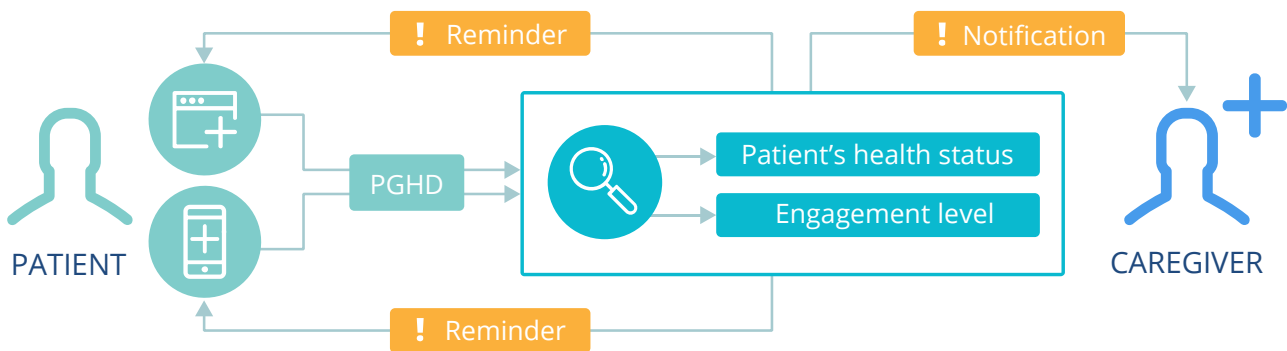 ! Reminder
! Notification
Patient’s health status
PGHD
Engagement level
PATIENT
CAREGIVER
! Reminder